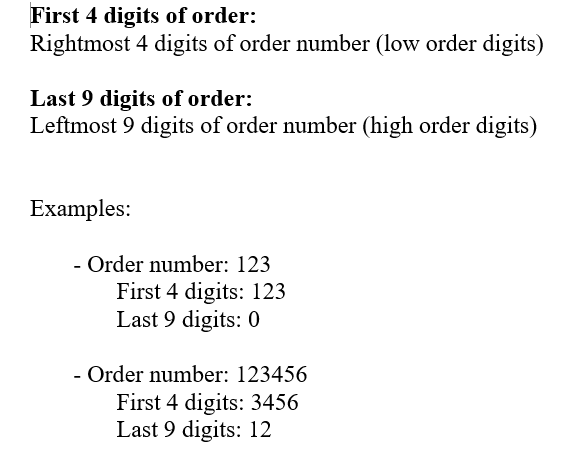 First 4 digits of order:
Rightmost 4 digits of order number (low order digits)
Last 9 digits of order:
Leftmost 9 digits of order number (high order digits)
Examples:
- Order number: 123
First 4 digits: 123
Last 9 digits: 0
- Order number: 123456
First 4 digits: 3456
Last 9 digits: 12